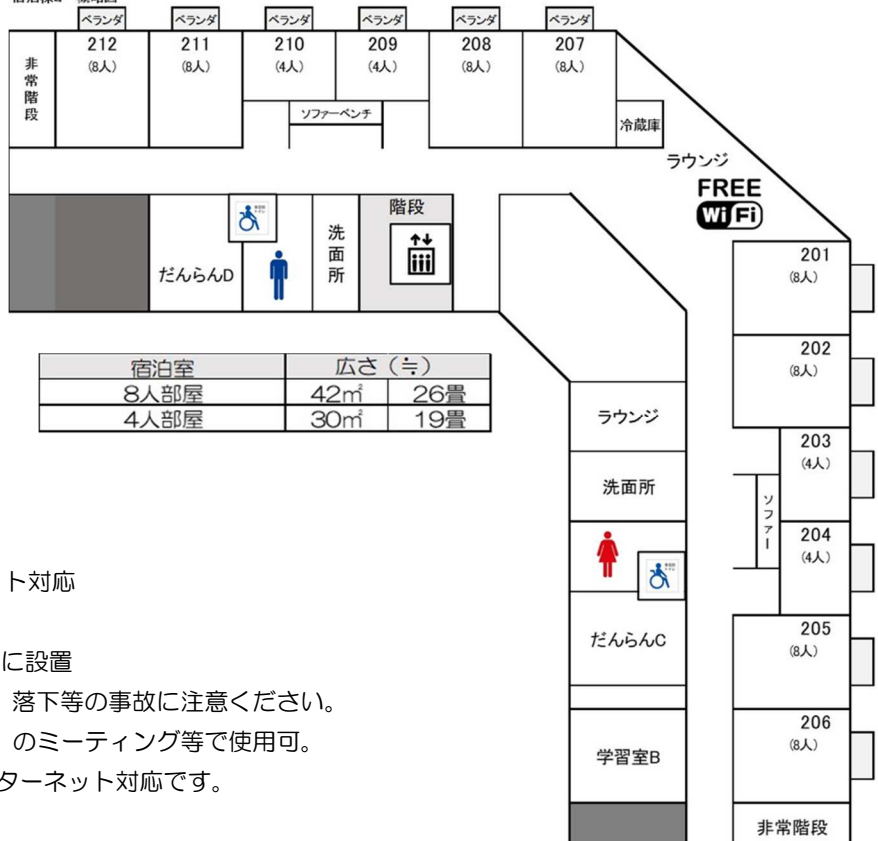 ベランダ ベランダ ベランダ ベランダ ベランダ ベランダ
212 211 210 209 208 207
(8人) (8人) (4人) (4人) (8人) (8人)
非常階段
ソファーベンチ
冷蔵庫
ラウンジ
FREE
WiFi
階段
洗面所
だんらんD
201
(8人)
202
(8人)
203
(4人)
ソファー
204
(4人)
205
(8人)
206
(8人)
非常階段
ラウンジ
洗面所
だんらんC
学習室B
宿泊室 広さ（≒）
8人部屋 42㎡ 26畳
4人部屋 30㎡ 19畳
ト対応
に設置
落下等の事故に注意ください。
のミーティング等で使用可。
ターネット対応です。